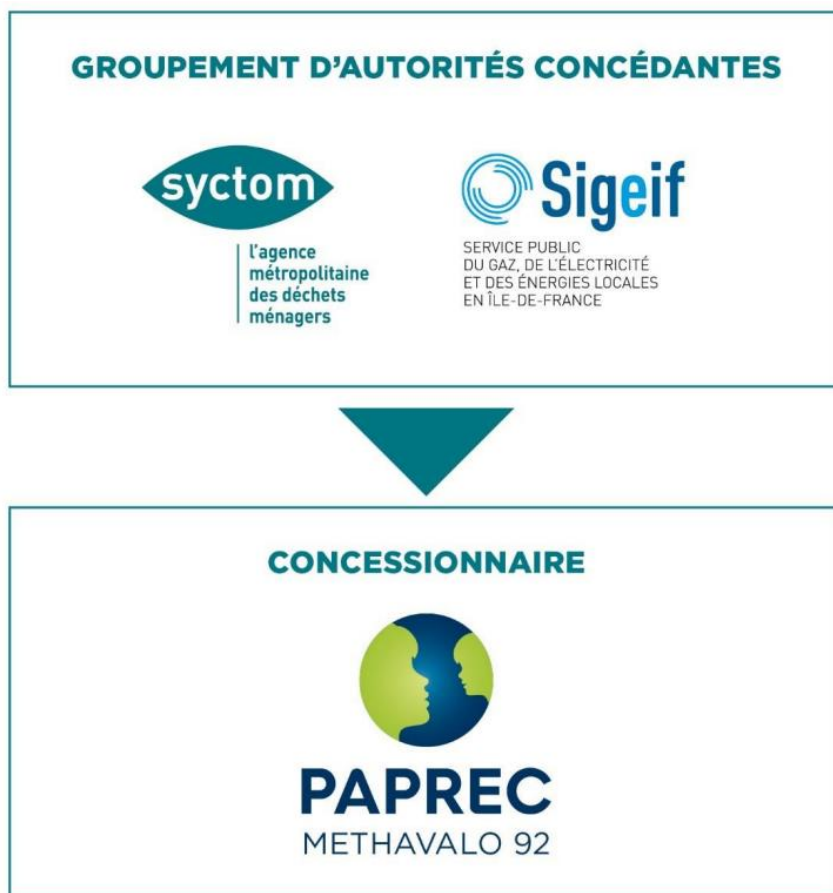 GROUPEMENT D'AUTORITÉS CONCÉDANTES
syctom
l'agence
métropolitaine
des déchets
ménagers
Sigeif
SERVICE PUBLIC
DU GAZ, DE L'ÉLECTRICITÉ
ET DES ÉNERGIES LOCALES
EN ÎLE-DE-FRANCE
CONCESSIONNAIRE
PAPREC
METHAVALO 92